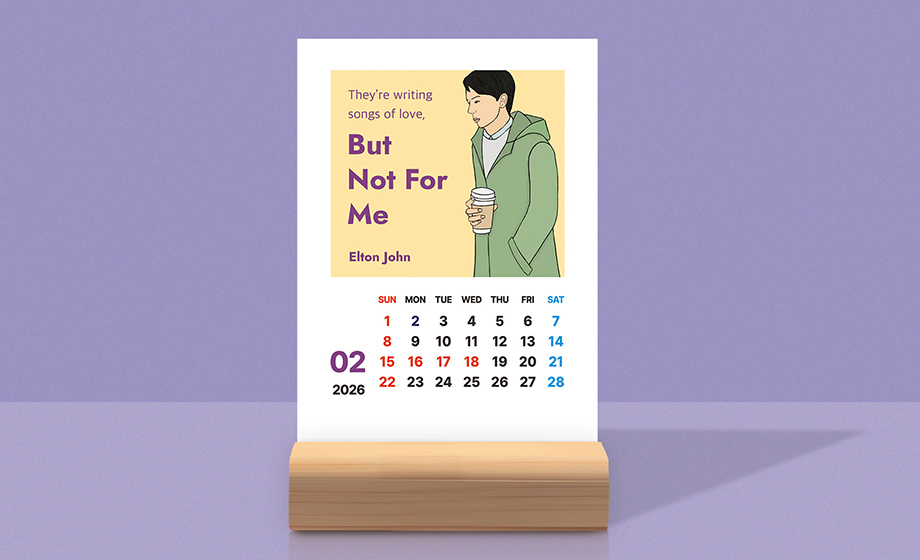 They're writing
songs of love,
But
Not For
Me
Elton John
SUN MON TUE WED THU FRI SAT
1 2 3 4 5 6 7
8 9 10 11 12 13 14
15 16 17 18 19 20 21
22 23 24 25 26 27 28
02
2026